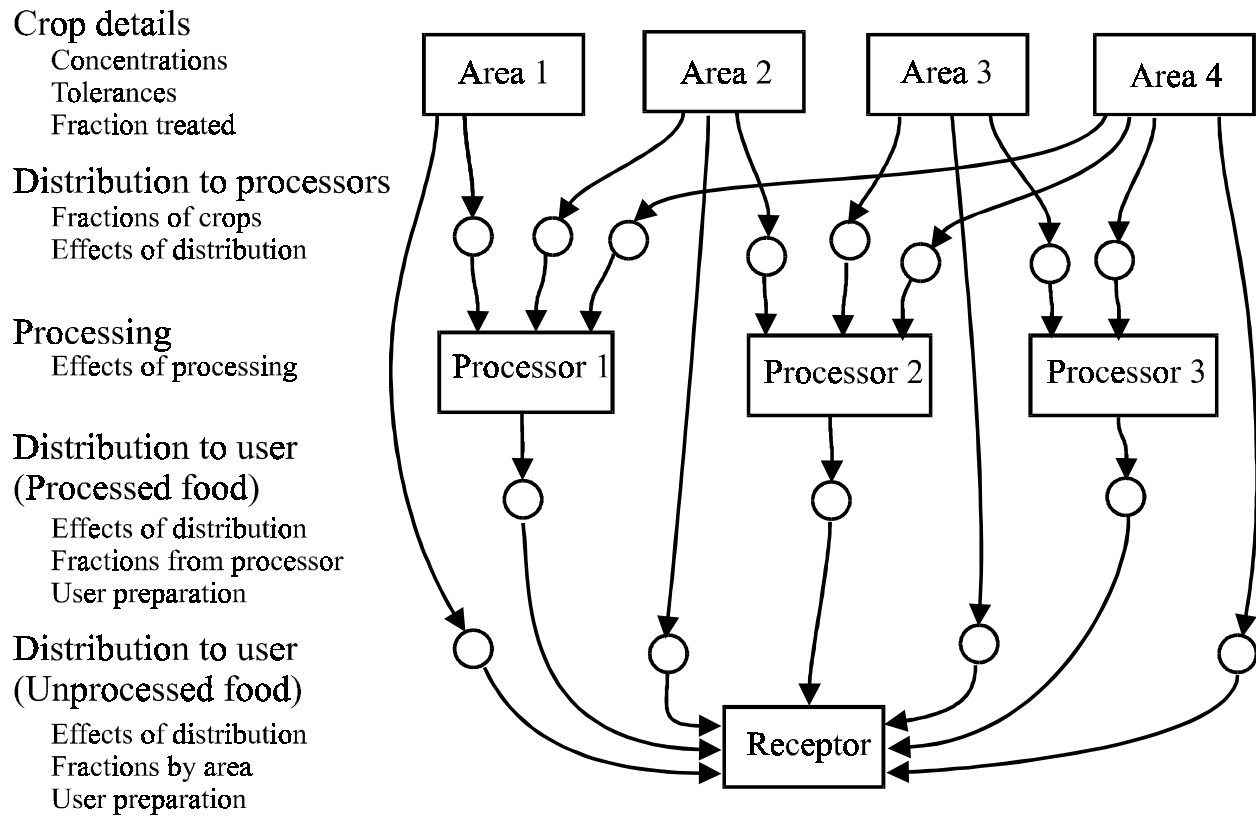 Crop details
Concentrations
Tolerances
Fraction treated
Area 1
Area 2
Area 3
Area 4
Distribution to processors
Fractions of crops
Effects of distribution
Processing
Effects of processing
Processor 1
Processor 2
Processor 3
Distribution to user
(Processed food)
Effects of distribution
Fractions from processor
User preparation
Distribution to user
(Unprocessed food)
Effects of distribution
Fractions by area
User preparation
Receptor